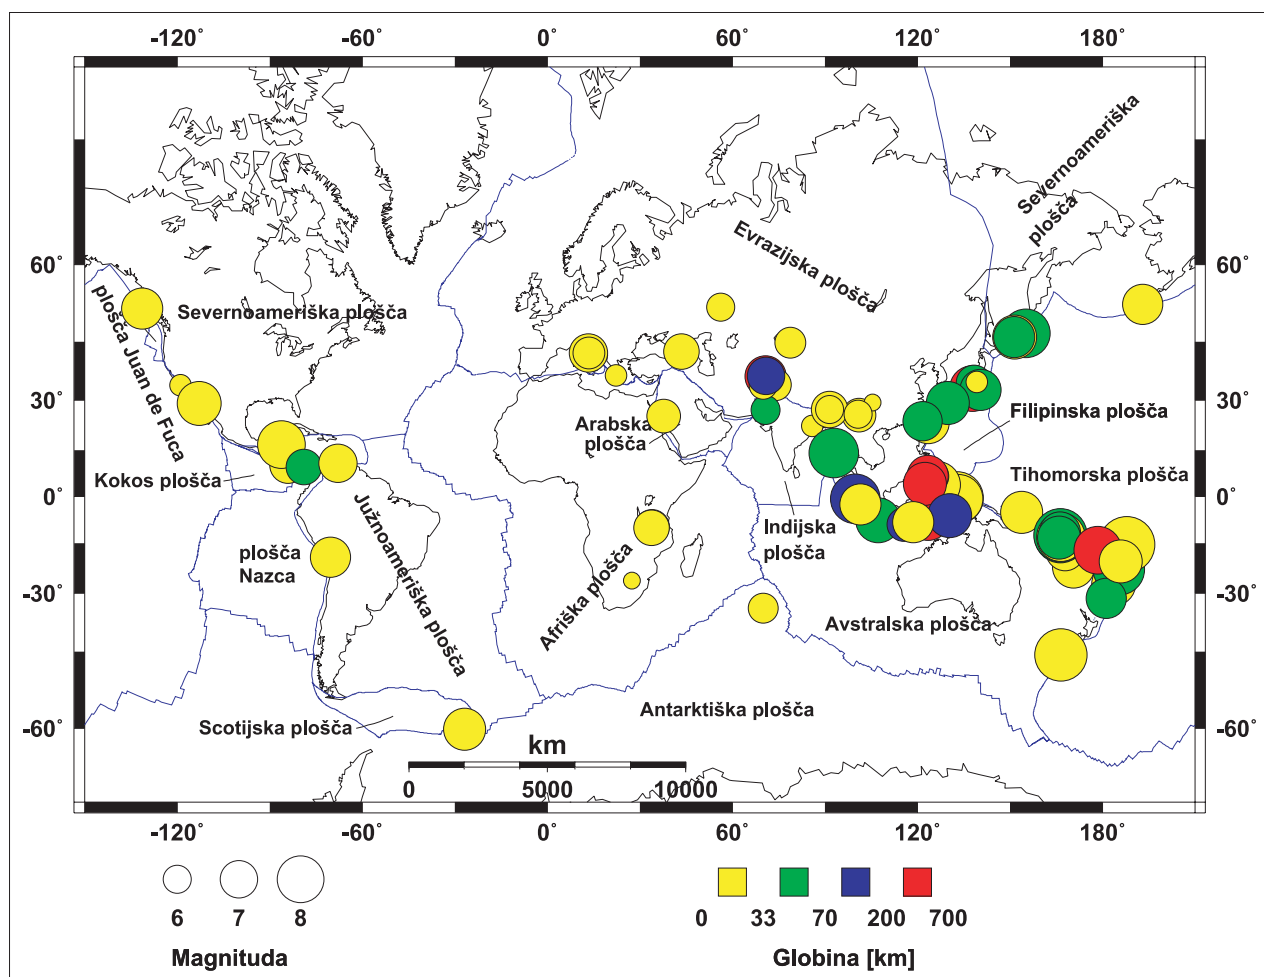 -120° -60° 0° 60° 120° 180°
Severnoameriška
plošča
Evrazijska plošča
60° 60°
plošča Juan de Fuca
Severnoameriška plošča
30° 30°
Arabska
plošča
Filipinska plošča
Kokos plošča
Tihomorska plošča
0° 0°
Južnoameriška plošča
Indijska
plošča
plošča
Nazca
Afriška plošča
-30° -30°
Avstralska plošča
Antarktiška plošča
Scotijska plošča
-60° -60°
km
0 5000 10000
-120° -60° 0° 60° 120° 180°
6 7 8
0 33 70 200 700
Magnituda
Globina [km]